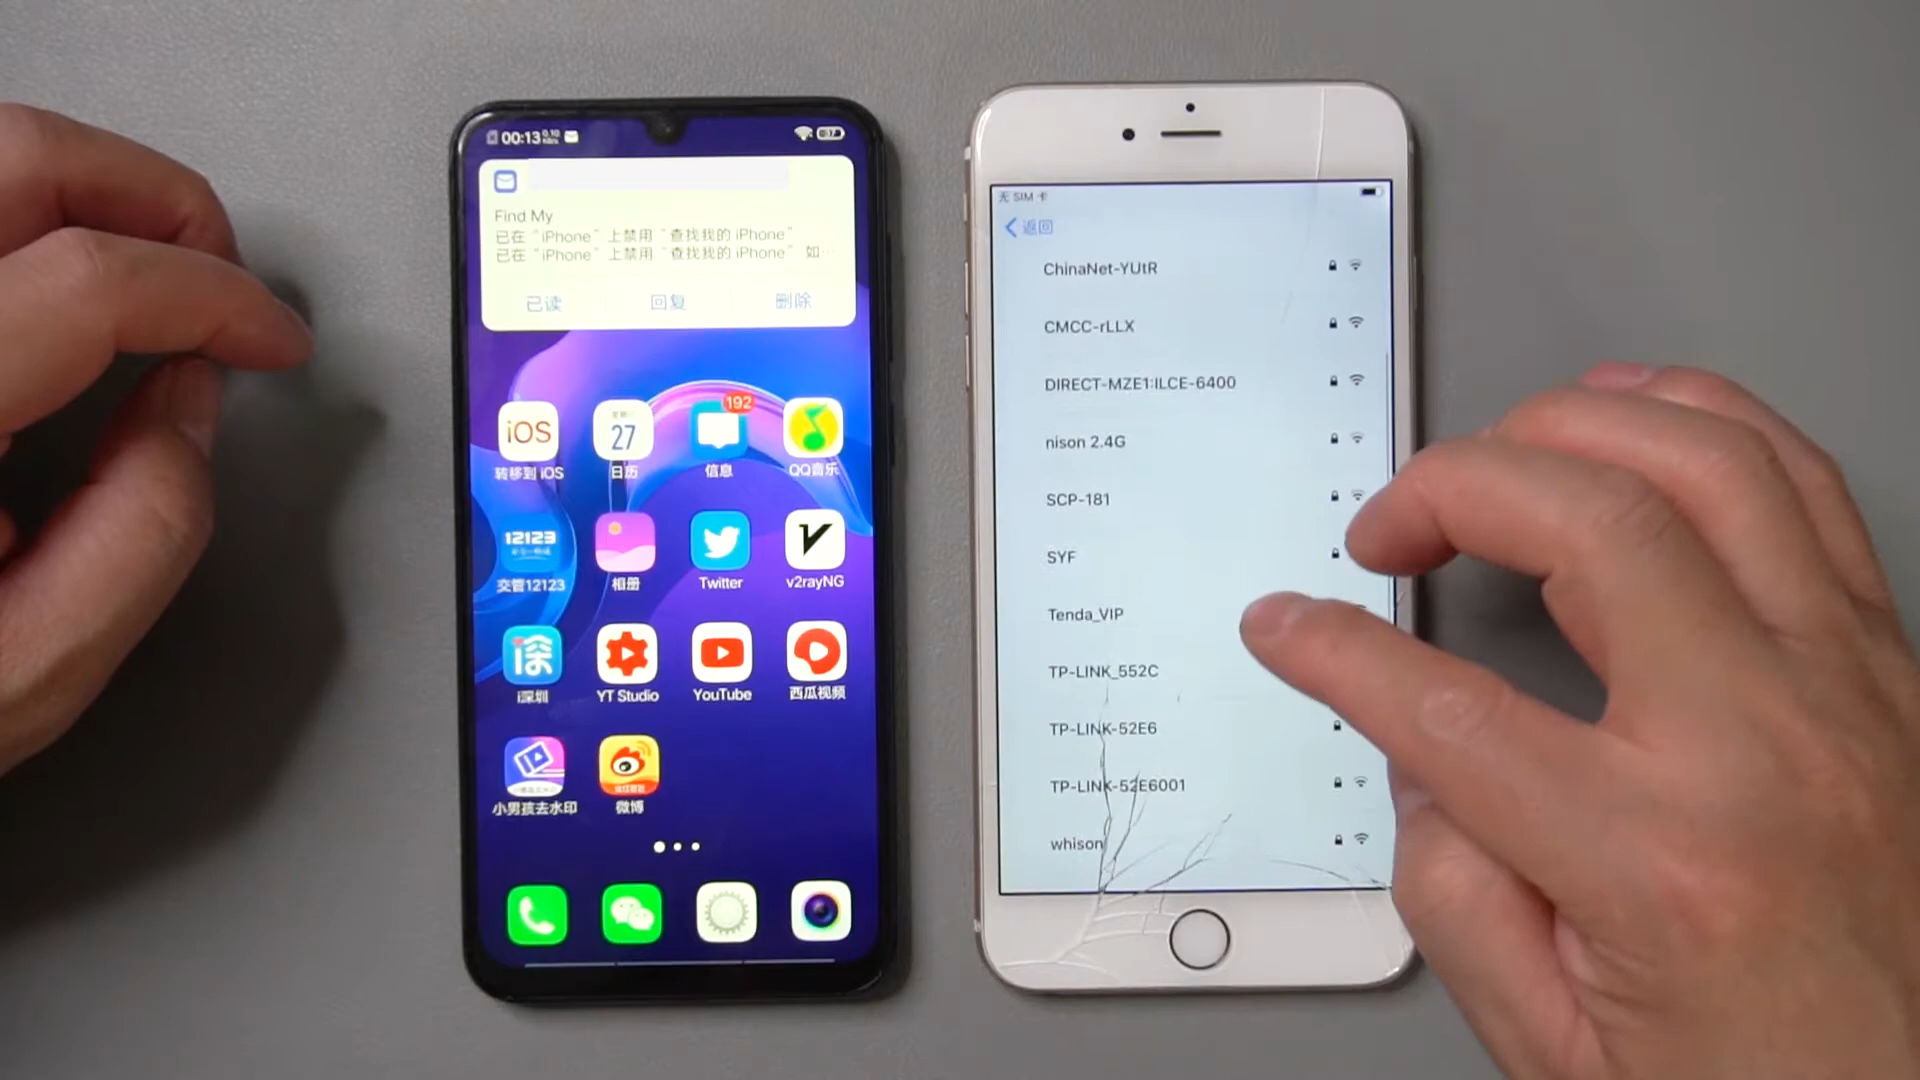 00:13
Find My
已在“iPhone”上禁用“查找我的 iPhone”
已在“iPhone”上禁用“查找我的 iPhone” 如…
已读 回复 删除
iOS
27
192
转移到 iOS 日历 信息 QQ音乐
12123
交管12123 相册 Twitter v2rayNG
i深
i深圳 YT Studio YouTube 西瓜视频
小男孩去水印 微博
无 SIM 卡
返回
ChinaNet-YUtR
CMCC-rLLX
DIRECT-MZE1:ILCE-6400
nison 2.4G
SCP-181
SYF
Tenda_VIP
TP-LINK_552C
TP-LINK-52E6
TP-LINK-52E6001
whison